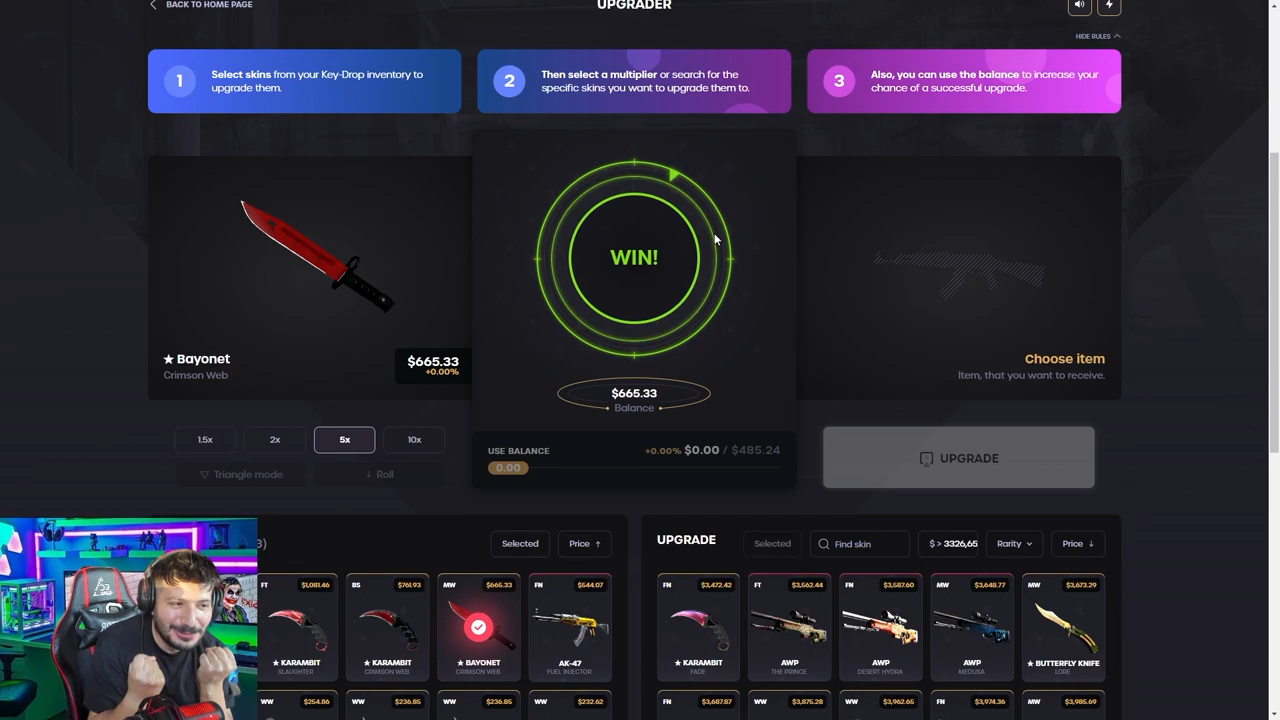 BACK TO HOME PAGE
UPGRADER
HIDE RULES
1
Select skins from your Key-Drop inventory to
upgrade them.
2
Then select a multiplier or search for the
specific skins you want to upgrade them to.
3
Also, you can use the balance to increase your
chance of a successful upgrade.
WIN!
★ Bayonet
Crimson Web
$665.33
+0.00%
Choose item
Item, that you want to receive.
$665.33
Balance
1.5x
2x
5x
10x
Triangle mode
Roll
USE BALANCE
+0.00% $0.00 / $485.24
0.00
UPGRADE
3)
Selected
Price ↑
UPGRADE
Selected
Find skin
$ > 3326,65
Rarity
Price ↓
FT $1,081.46
★ KARAMBIT
SLAUGHTER
BS $761.93
★ KARAMBIT
CRIMSON WEB
MW $665.33
★ BAYONET
CRIMSON WEB
FN $544.07
AK-47
FUEL INJECTOR
FN $3,472.42
★ KARAMBIT
FADE
FT $3,562.44
AWP
THE PRINCE
FN $3,587.60
AWP
DESERT HYDRA
MW $3,648.77
AWP
MEDUSA
MW $3,673.29
★ BUTTERFLY KNIFE
LORE
WW $254.86
WW $236.85
WW $236.85
WW $232.62
FN $3,687.87
WW $3,875.28
WW $3,962.65
FN $3,974.36
MW $3,985.69